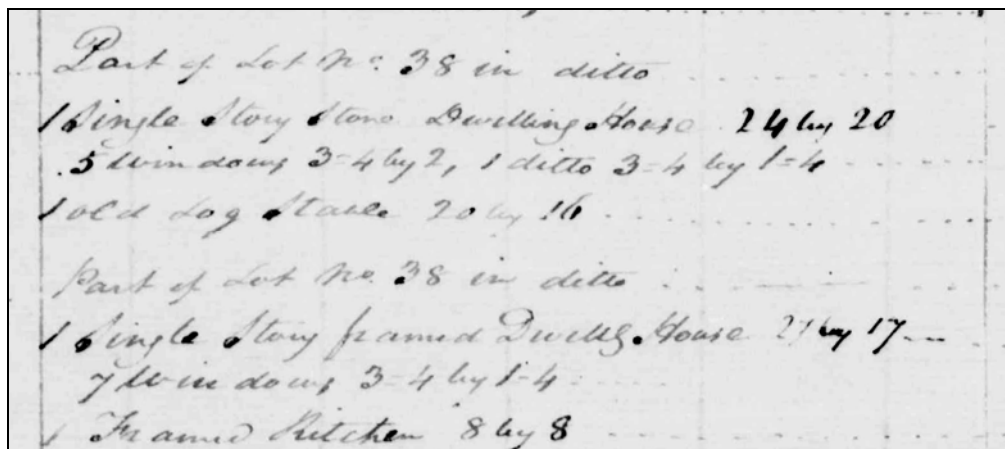 Part of Lot No. 38 in ditto
1 Single Story Stone Dwelling House 24 by 20
5 Windows 3=4 by 2, 1 ditto 3=4 by 1=4
1 old Log Stable 20 by 16
Part of Lot No. 38 in ditto
1 Single Story framed Dwellg House by 17
7 Windows 3=4 by 1=4
1 Framed Kitchen 8 by 8